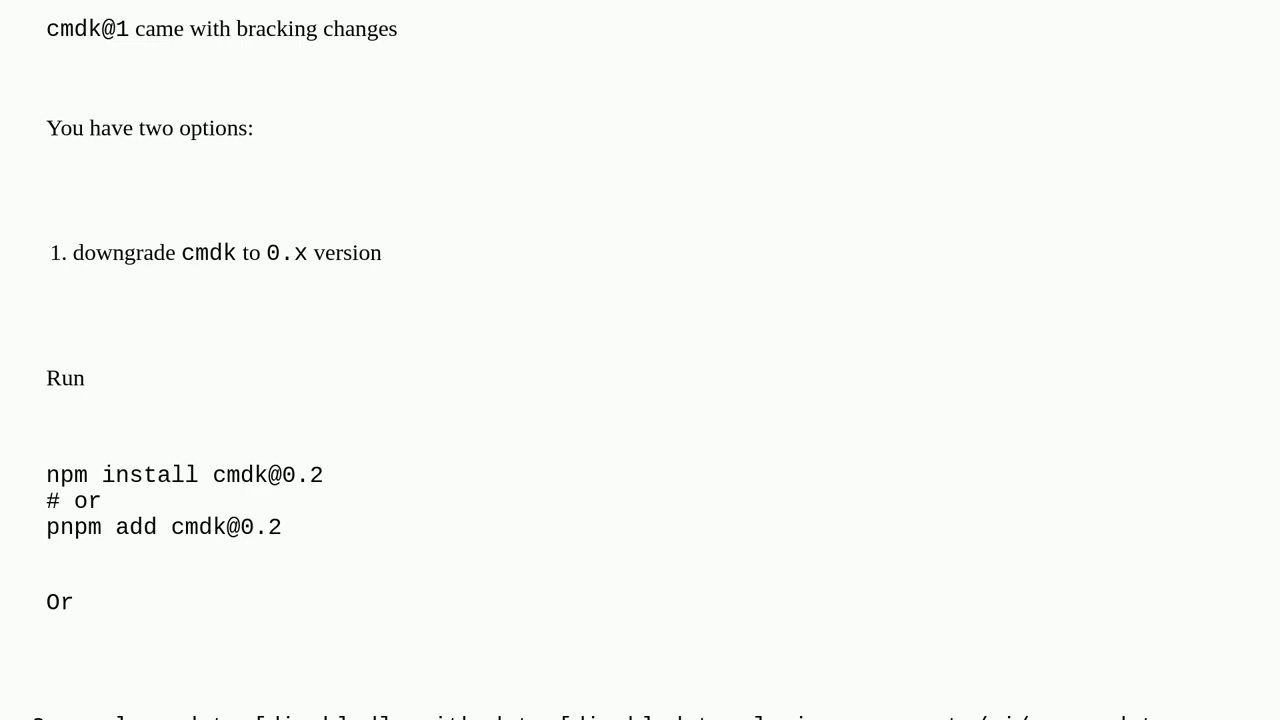 cmdk@1 came with bracking changes
You have two options:
1. downgrade cmdk to 0.x version
Run
npm install cmdk@0.2
# or
pnpm add cmdk@0.2
Or